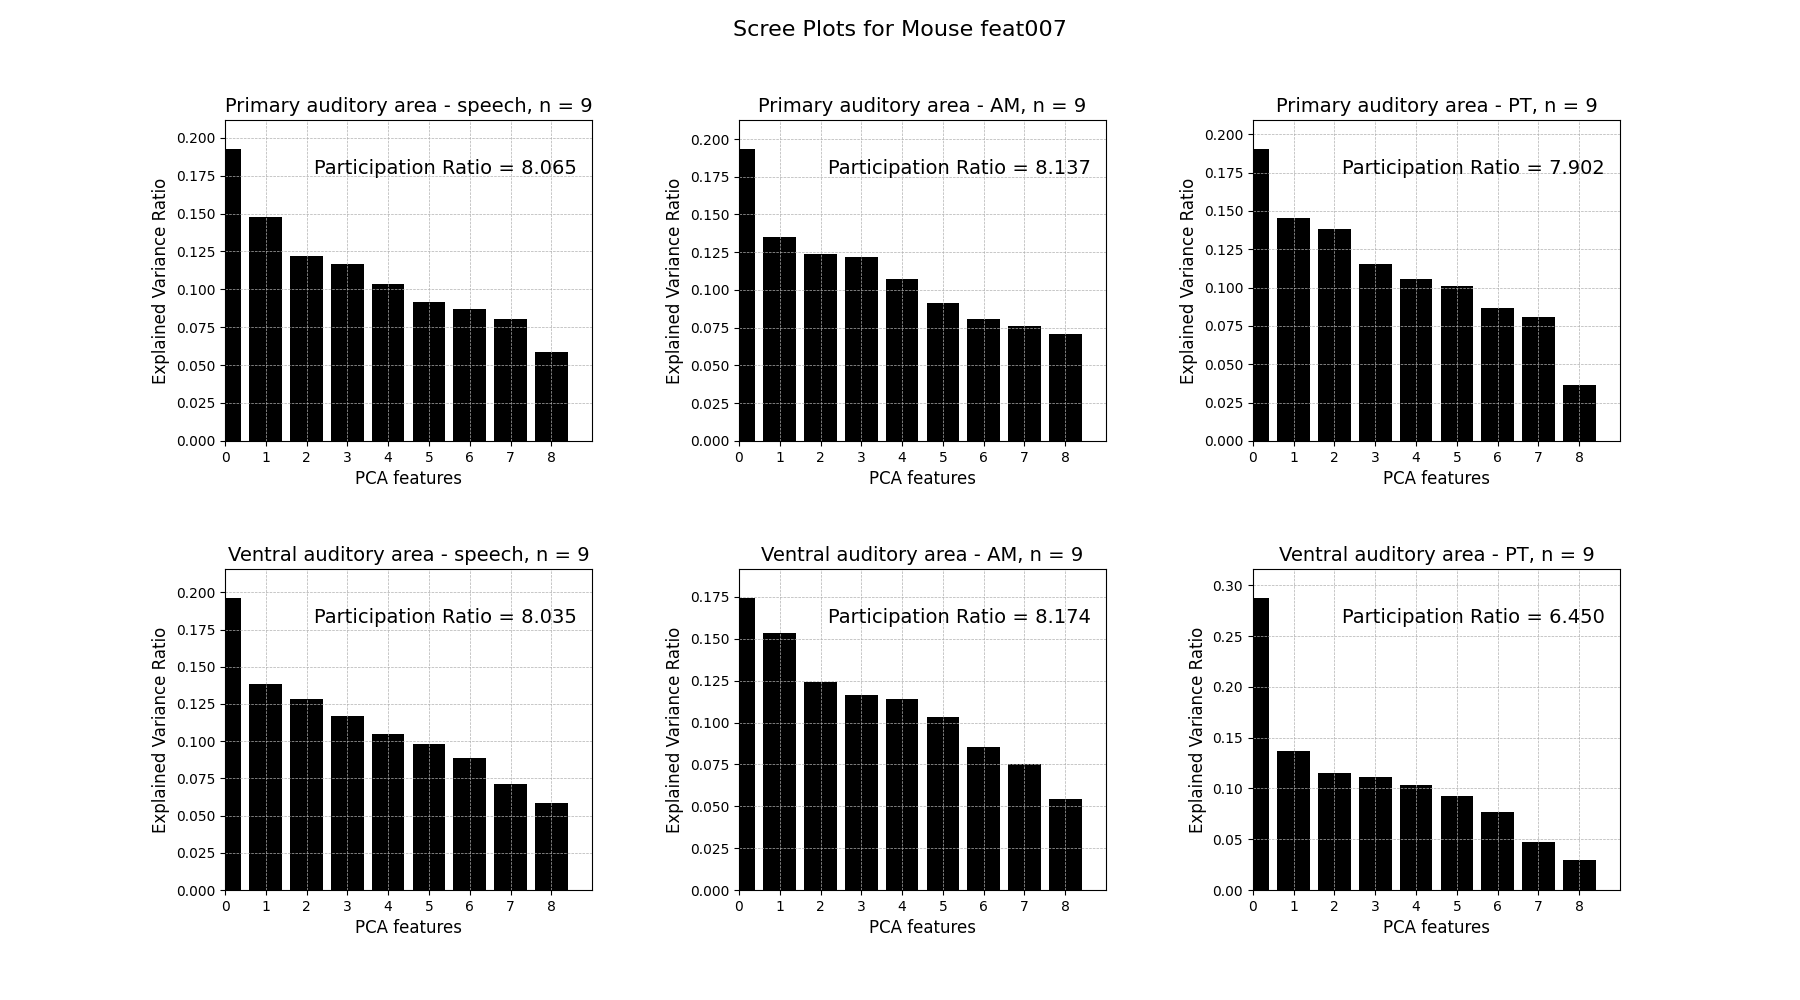 Scree Plots for Mouse feat007
Primary auditory area - speech, n = 9
Participation Ratio = 8.065
Explained Variance Ratio
0.200
0.175
0.150
0.125
0.100
0.075
0.050
0.025
0.000
0 1 2 3 4 5 6 7 8
PCA features
Primary auditory area - AM, n = 9
Participation Ratio = 8.137
Explained Variance Ratio
0.200
0.175
0.150
0.125
0.100
0.075
0.050
0.025
0.000
0 1 2 3 4 5 6 7 8
PCA features
Primary auditory area - PT, n = 9
Participation Ratio = 7.902
Explained Variance Ratio
0.200
0.175
0.150
0.125
0.100
0.075
0.050
0.025
0.000
0 1 2 3 4 5 6 7 8
PCA features
Ventral auditory area - speech, n = 9
Participation Ratio = 8.035
Explained Variance Ratio
0.200
0.175
0.150
0.125
0.100
0.075
0.050
0.025
0.000
0 1 2 3 4 5 6 7 8
PCA features
Ventral auditory area - AM, n = 9
Participation Ratio = 8.174
Explained Variance Ratio
0.175
0.150
0.125
0.100
0.075
0.050
0.025
0.000
0 1 2 3 4 5 6 7 8
PCA features
Ventral auditory area - PT, n = 9
Participation Ratio = 6.450
Explained Variance Ratio
0.30
0.25
0.20
0.15
0.10
0.05
0.00
0 1 2 3 4 5 6 7 8
PCA features